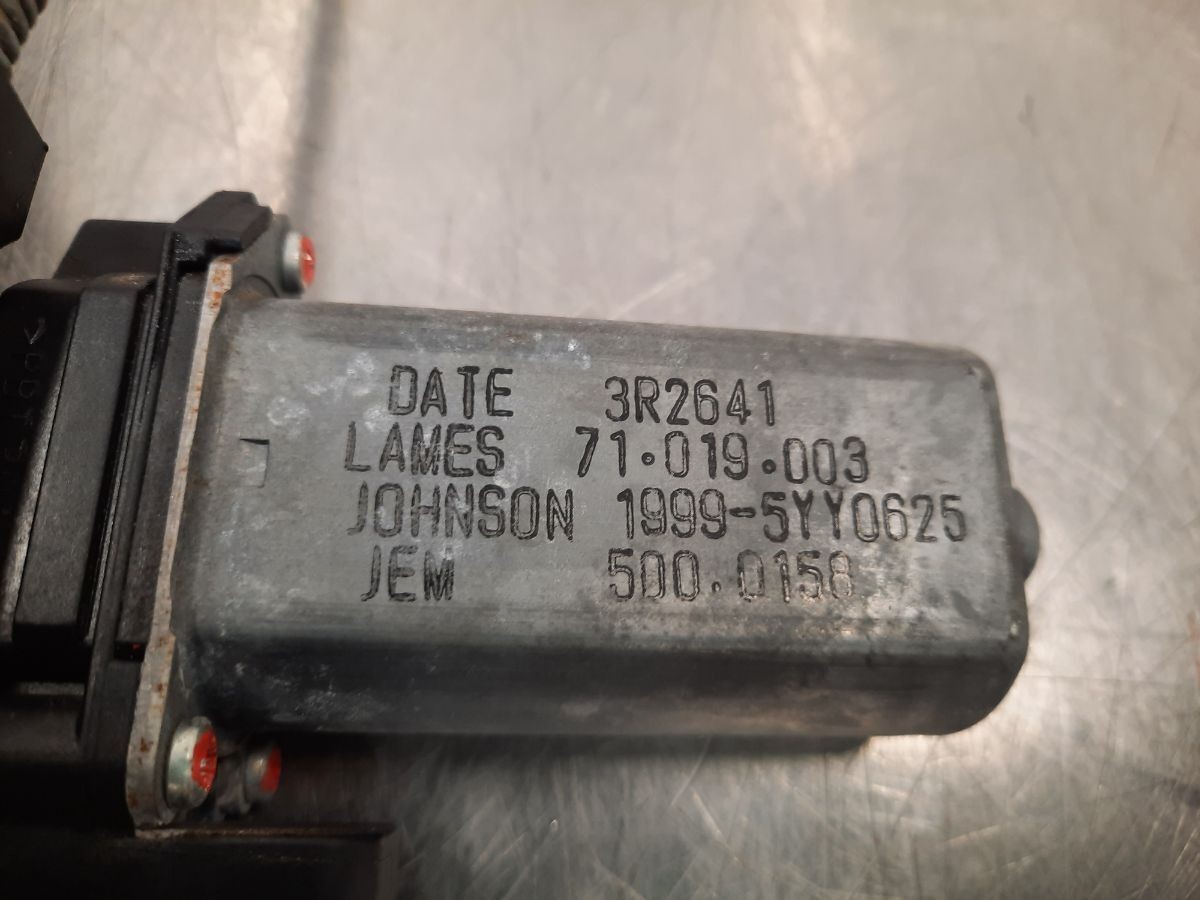 DATE 3R2641
LAMES 71.019.003
JOHNSON 1999-5YY0625
JEM 500.0158